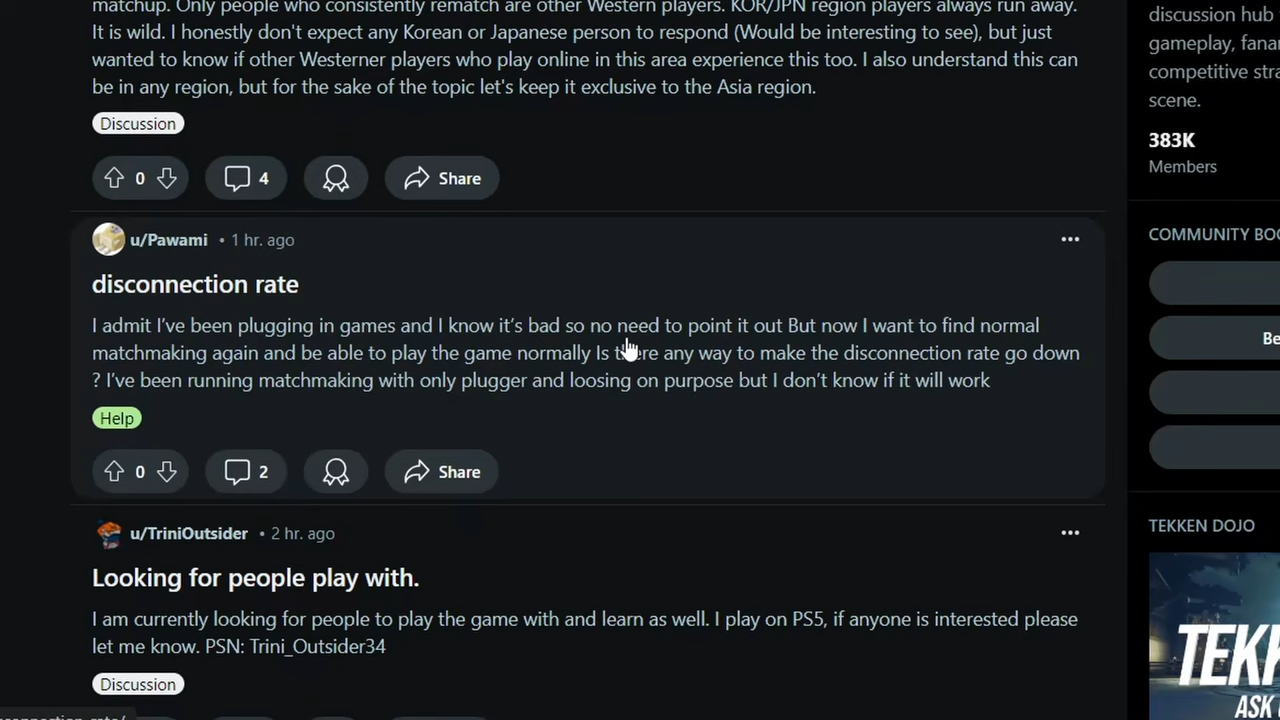 matchup. Only people who consistently rematch are other Western players. KOR/JPN region players always run away.
It is wild. I honestly don't expect any Korean or Japanese person to respond (Would be interesting to see), but just
wanted to know if other Westerner players who play online in this area experience this too. I also understand this can
be in any region, but for the sake of the topic let's keep it exclusive to the Asia region.
Discussion
0
4
Share
u/Pawami • 1 hr. ago
disconnection rate
I admit I've been plugging in games and I know it's bad so no need to point it out But now I want to find normal
matchmaking again and be able to play the game normally Is there any way to make the disconnection rate go down
? I've been running matchmaking with only plugger and loosing on purpose but I don't know if it will work
Help
0
2
Share
u/TriniOutsider • 2 hr. ago
Looking for people play with.
I am currently looking for people to play the game with and learn as well. I play on PS5, if anyone is interested please
let me know. PSN: Trini_Outsider34
Discussion
discussion hub
gameplay,
competitive
scene.
383K
Members
COMMUNITY
Be
TEKKEN DOJO
ASK